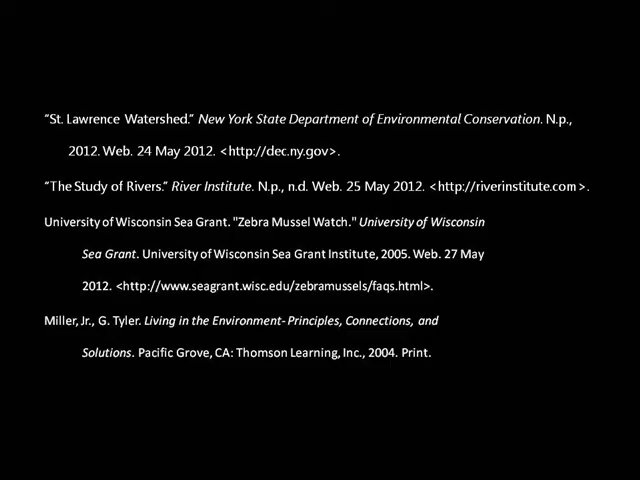 “St. Lawrence Watershed.” New York State Department of Environmental Conservation. N.p.,
2012. Web. 24 May 2012. <http://dec.ny.gov>.
“The Study of Rivers.” River Institute. N.p., n.d. Web. 25 May 2012. <http://riverinstitute.com>.
University of Wisconsin Sea Grant. "Zebra Mussel Watch." University of Wisconsin
Sea Grant. University of Wisconsin Sea Grant Institute, 2005. Web. 27 May
2012. <http://www.seagrant.wisc.edu/zebramussels/faqs.html>.
Miller, Jr., G. Tyler. Living in the Environment- Principles, Connections, and
Solutions. Pacific Grove, CA: Thomson Learning, Inc., 2004. Print.